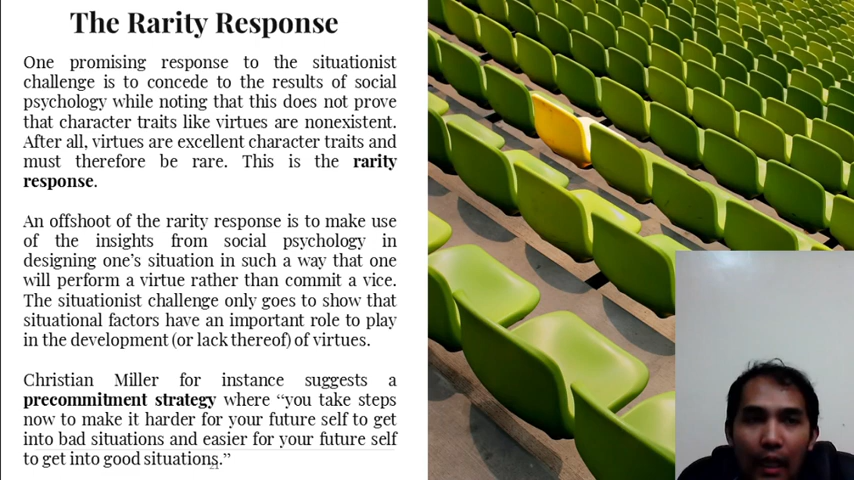 The Rarity Response
One promising response to the situationist
challenge is to concede to the results of social
psychology while noting that this does not prove
that character traits like virtues are nonexistent.
After all, virtues are excellent character traits and
must therefore be rare. This is the rarity
response.
An offshoot of the rarity response is to make use
of the insights from social psychology in
designing one's situation in such a way that one
will perform a virtue rather than commit a vice.
The situationist challenge only goes to show that
situational factors have an important role to play
in the development (or lack thereof) of virtues.
Christian Miller for instance suggests a
precommitment strategy where “you take steps
now to make it harder for your future self to get
into bad situations and easier for your future self
to get into good situations.”